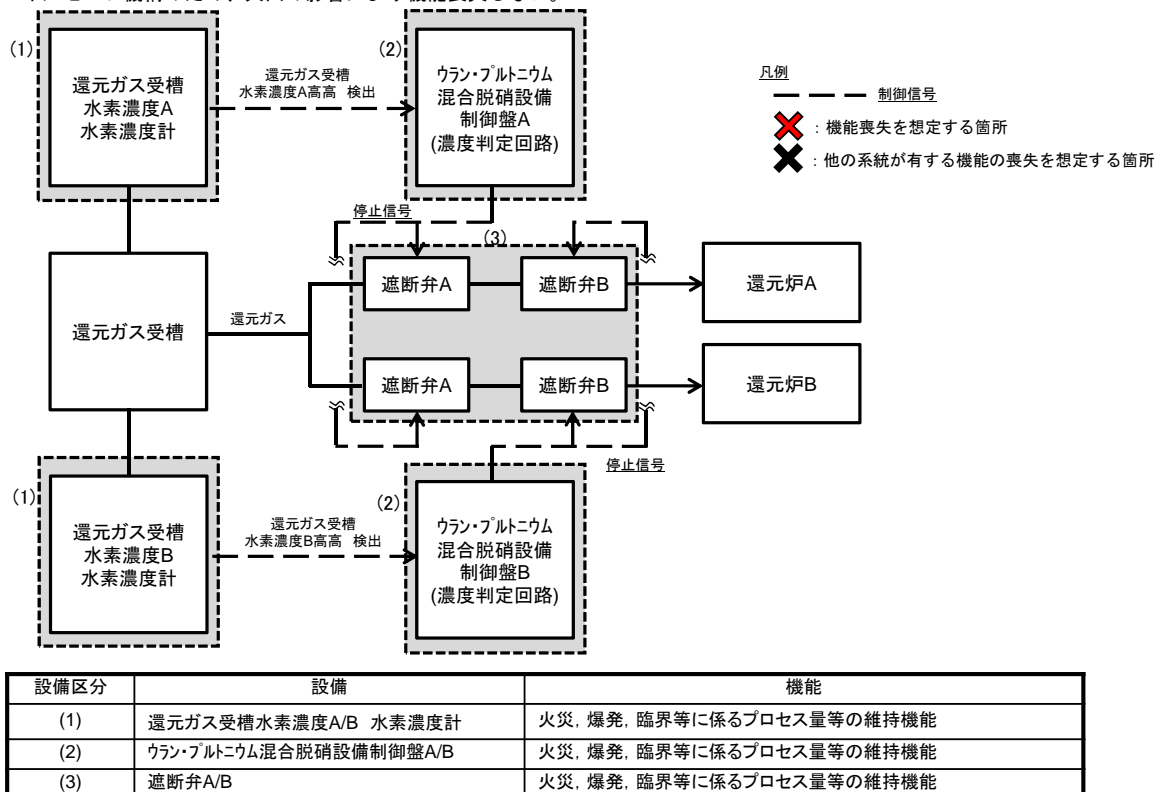 (1)
還元ガス受槽
水素濃度A
水素濃度計
還元ガス受槽
水素濃度A高高 検出
(2)
ウラン・プルトニウム
混合脱硝設備
制御盤A
(濃度判定回路)
凡例
制御信号
：機能喪失を想定する箇所
：他の系統が有する機能の喪失を想定する箇所
停止信号
(3)
還元ガス受槽
還元ガス
遮断弁A
遮断弁B
還元炉A
遮断弁A
遮断弁B
還元炉B
停止信号
(1)
還元ガス受槽
水素濃度B
水素濃度計
還元ガス受槽
水素濃度B高高 検出
(2)
ウラン・プルトニウム
混合脱硝設備
制御盤B
(濃度判定回路)
設備区分 設備 機能
(1) 還元ガス受槽水素濃度A/B 水素濃度計 火災，爆発，臨界等に係るプロセス量等の維持機能
(2) ウラン・プルトニウム混合脱硝設備制御盤A/B 火災，爆発，臨界等に係るプロセス量等の維持機能
(3) 遮断弁A/B 火災，爆発，臨界等に係るプロセス量等の維持機能